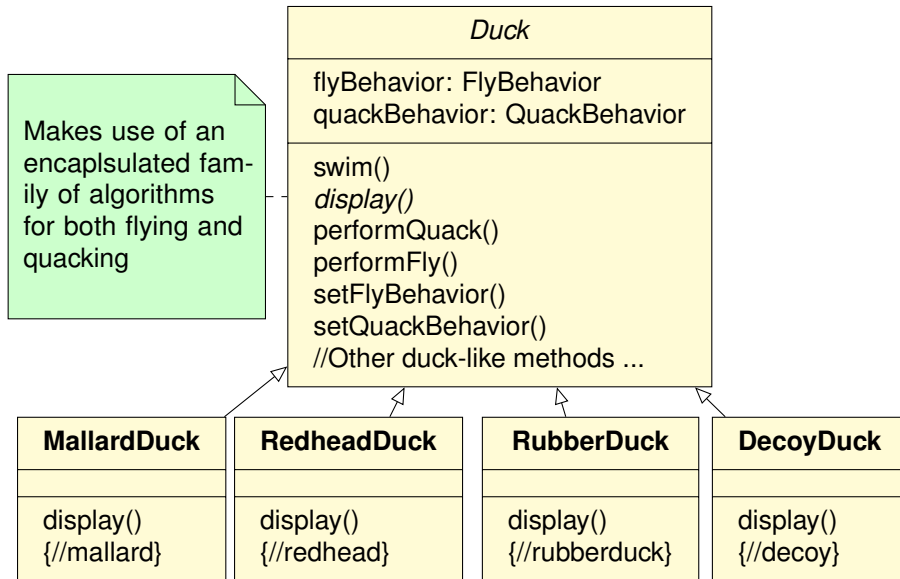 Duck
flyBehavior: FlyBehavior
quackBehavior: QuackBehavior
swim()
display()
performQuack()
performFly()
setFlyBehavior()
setQuackBehavior()
//Other duck-like methods ...
Makes use of an
encaplsulated fam-
ily of algorithms
for both flying and
quacking
MallardDuck
display()
{//mallard}
RedheadDuck
display()
{//redhead}
RubberDuck
display()
{//rubberduck}
DecoyDuck
display()
{//decoy}